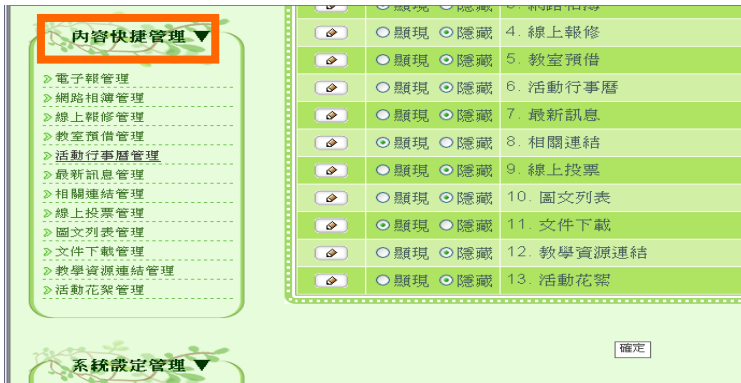 內容快捷管理▼
電子報管理
網路相簿管理
線上報修管理
教室預借管理
活動行事曆管理
最新訊息管理
相關連結管理
線上投票管理
圖文列表管理
文件下載管理
教學資源連結管理
活動花絮管理
系統設定管理▼
顯現 隱藏 3. 網路相簿
顯現 隱藏 4. 線上報修
顯現 隱藏 5. 教室預借
顯現 隱藏 6. 活動行事曆
顯現 隱藏 7. 最新訊息
顯現 隱藏 8. 相關連結
顯現 隱藏 9. 線上投票
顯現 隱藏 10. 圖文列表
顯現 隱藏 11. 文件下載
顯現 隱藏 12. 教學資源連結
顯現 隱藏 13. 活動花絮
確定